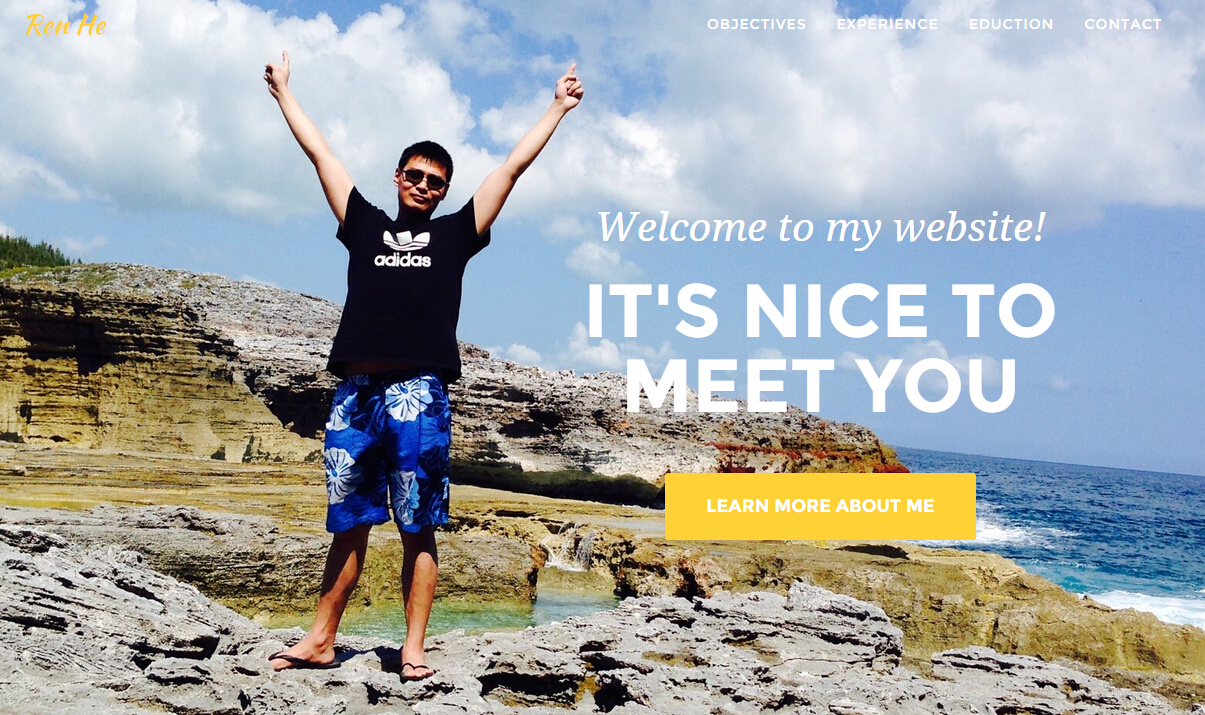 Ren He
OBJECTIVES EXPERIENCE EDUCTION CONTACT
adidas
Welcome to my website!
IT'S NICE TO
MEET YOU
LEARN MORE ABOUT ME